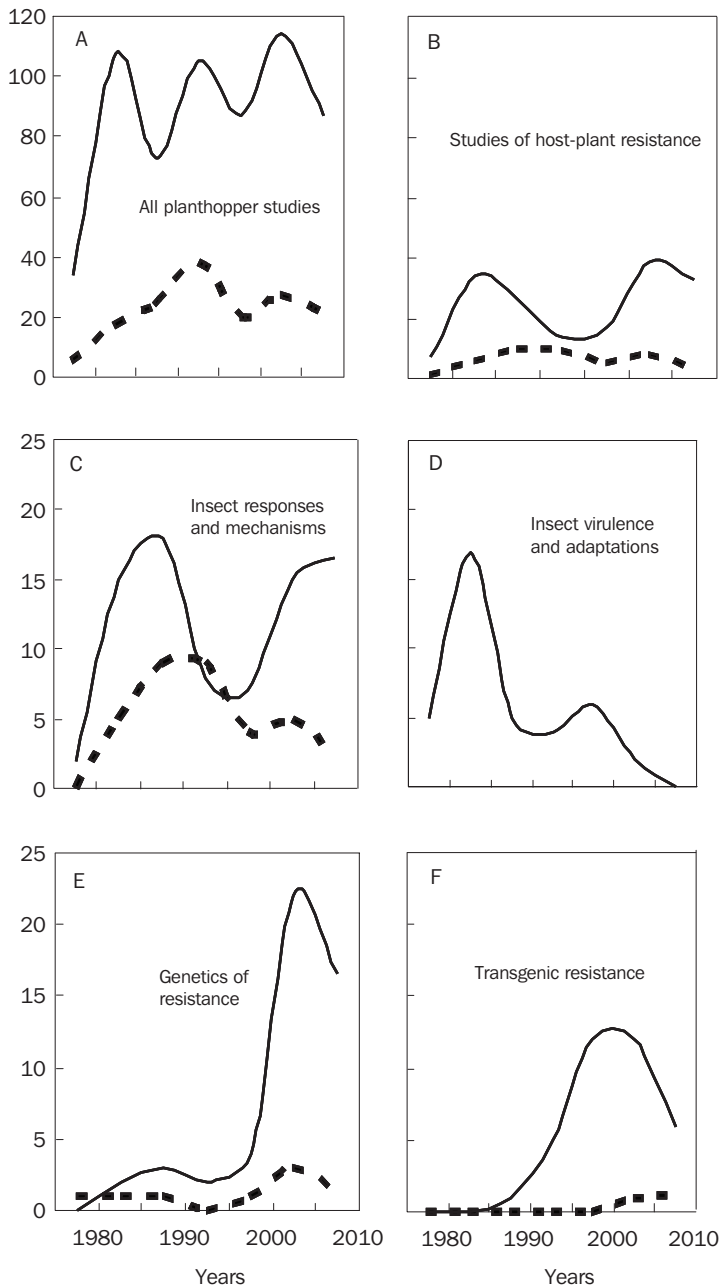 120
100
80
60
40
20
0
A
All planthopper studies
B
Studies of host-plant resistance
25
20
15
10
5
0
C
Insect responses
and mechanisms
D
Insect virulence
and adaptations
25
20
15
10
5
0
E
Genetics of
resistance
1980
1990
2000
2010
Years
F
Transgenic resistance
1980
1990
2000
2010
Years